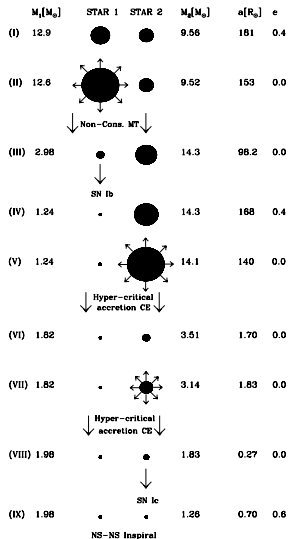 M₁[M☉] STAR 1 STAR 2 M₂[M☉] a[R☉] e
(I) 12.9 9.56 181 0.4
(II) 12.6 9.52 153 0.0
Non-Cons. MT
(III) 2.98 14.3 98.2 0.0
SN Ib
(IV) 1.24 14.3 168 0.4
(V) 1.24 14.1 140 0.0
Hyper-critical
accretion CE
(VI) 1.82 3.51 1.70 0.0
(VII) 1.82 3.14 1.83 0.0
Hyper-critical
accretion CE
(VIII) 1.98 1.83 0.27 0.0
SN Ic
(IX) 1.98 1.26 0.70 0.6
NS-NS Inspiral